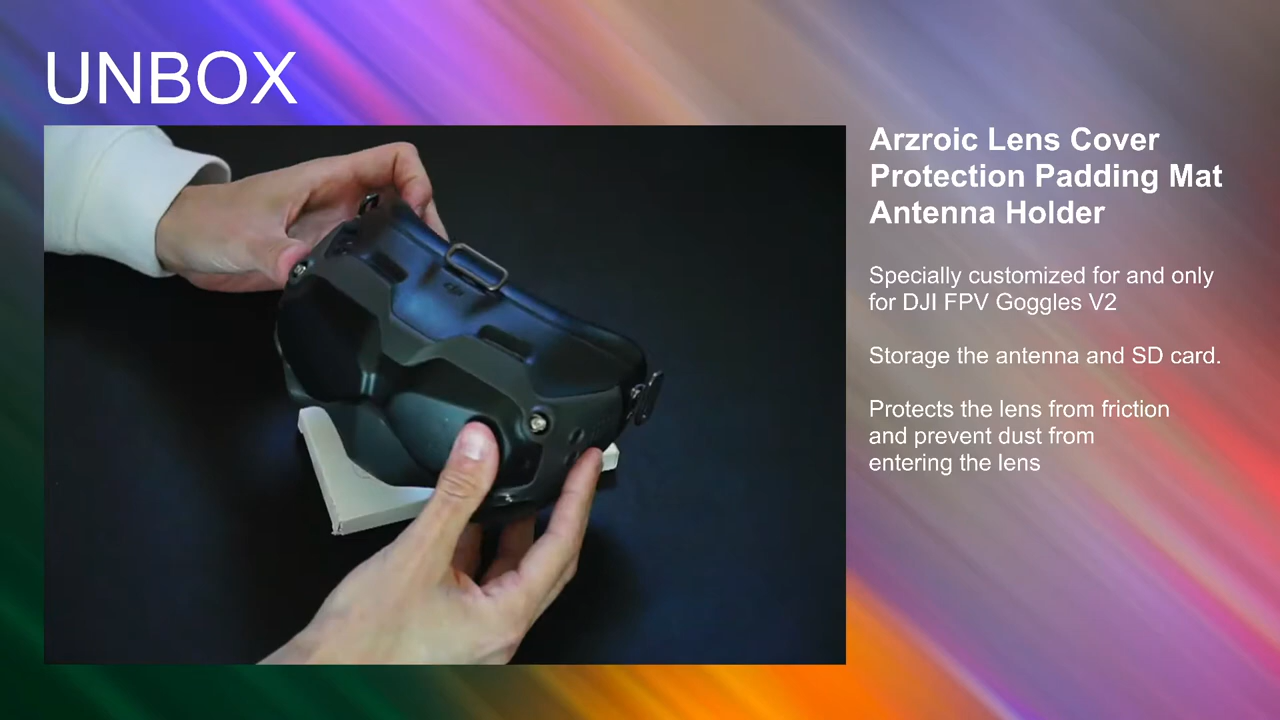 UNBOX
Arzroic Lens Cover
Protection Padding Mat
Antenna Holder
Specially customized for and only
for DJI FPV Goggles V2
Storage the antenna and SD card.
Protects the lens from friction
and prevent dust from
entering the lens